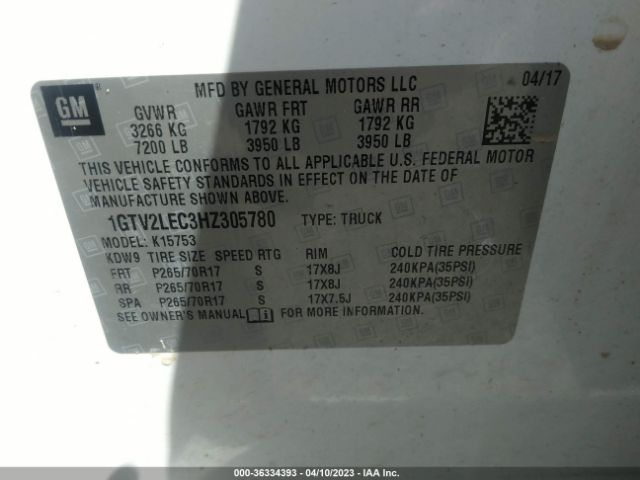 GM
MFD BY GENERAL MOTORS LLC 04/17
GVWR GAWR FRT GAWR RR
3266 KG 1792 KG 1792 KG
7200 LB 3950 LB 3950 LB
THIS VEHICLE CONFORMS TO ALL APPLICABLE U.S. FEDERAL MOTOR
VEHICLE SAFETY STANDARDS IN EFFECT ON THE DATE OF
MANUFACTURE SHOWN ABOVE.
1GTV2LEC3HZ305780 TYPE: TRUCK
MODEL: K15753
KDW9 TIRE SIZE SPEED RTG RIM COLD TIRE PRESSURE
FRT P265/70R17 S 17X8J 240KPA(35PSI)
RR P265/70R17 S 17X8J 240KPA(35PSI)
SPA P265/70R17 S 17X7.5J 240KPA(35PSI)
SEE OWNER'S MANUAL FOR MORE INFORMATION.
000-36334393 - 04/10/2023 - IAA Inc.